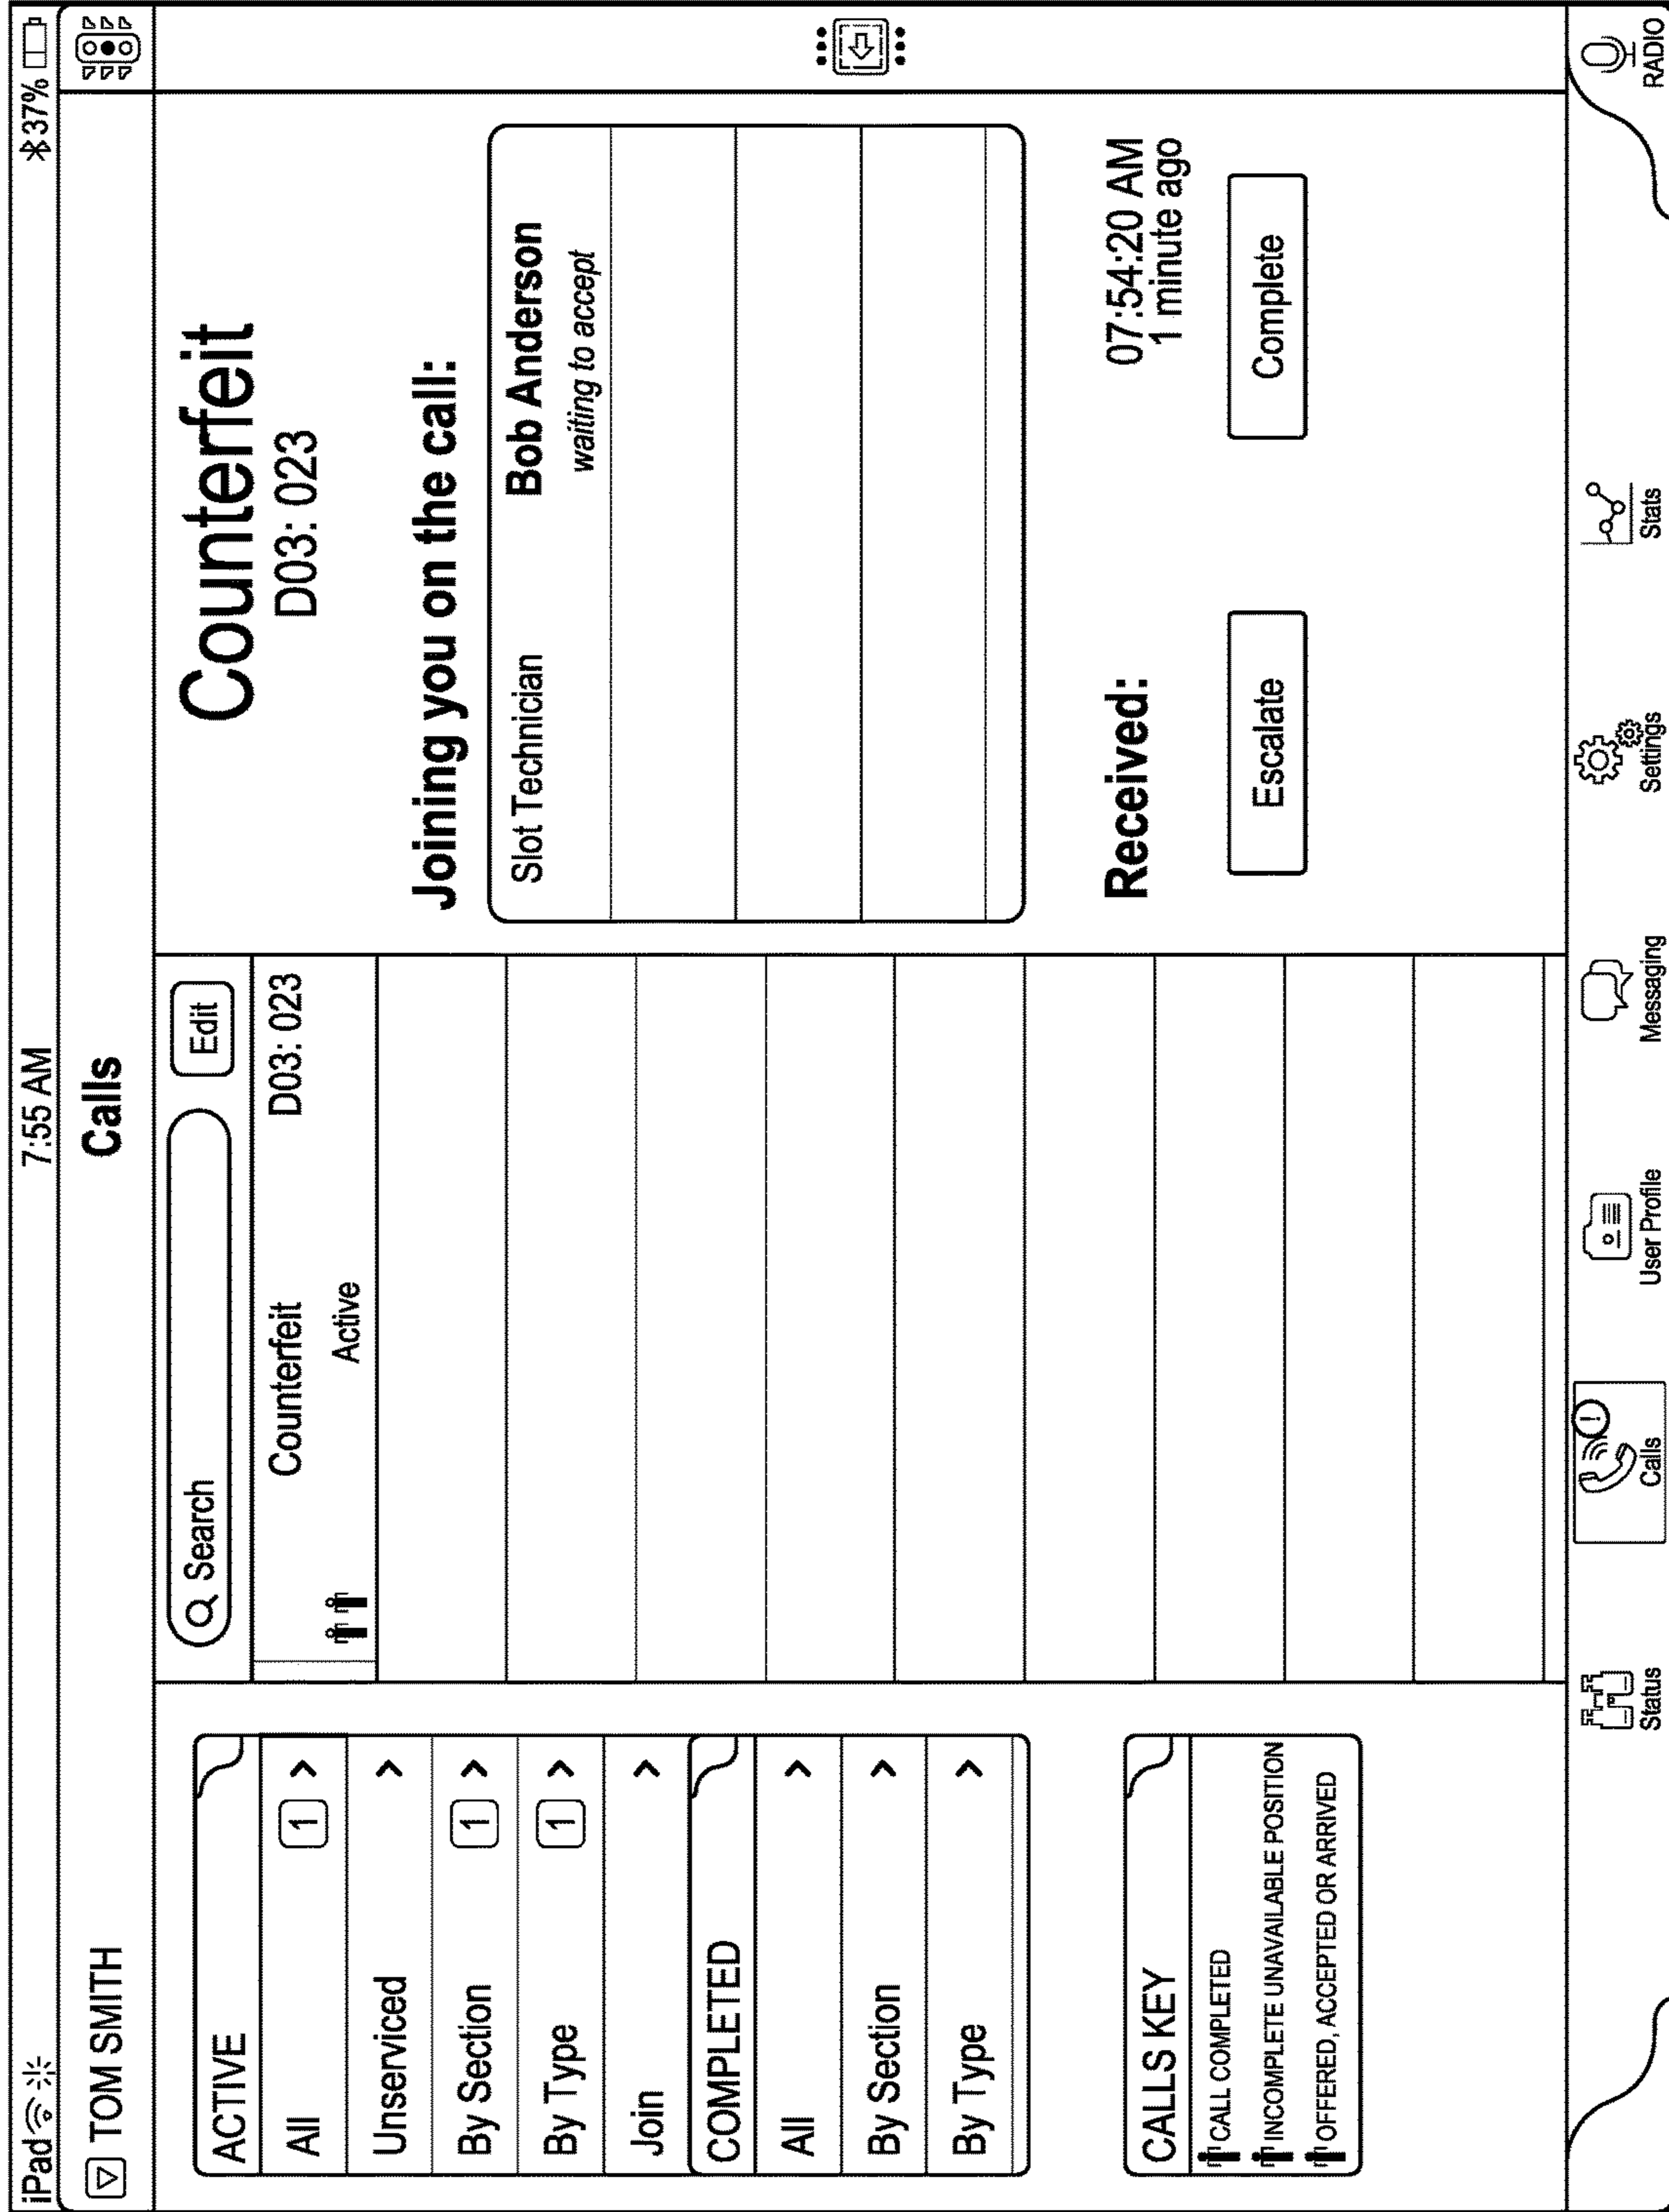 iPad 7:55 AM 37%
TOM SMITH Calls
ACTIVE
All 1 >
Unserviced >
By Section 1 >
By Type 1 >
Join >
COMPLETED
All >
By Section >
By Type >
CALLS KEY
CALL COMPLETED
INCOMPLETE UNAVAILABLE POSITION
OFFERED, ACCEPTED OR ARRIVED
Search Edit
Counterfeit D03: 023
Active
Counterfeit
D03: 023
Joining you on the call:
Slot Technician Bob Anderson
waiting to accept
Received: 07:54:20 AM
1 minute ago
Escalate Complete
Status Calls User Profile Messaging Settings Stats RADIO